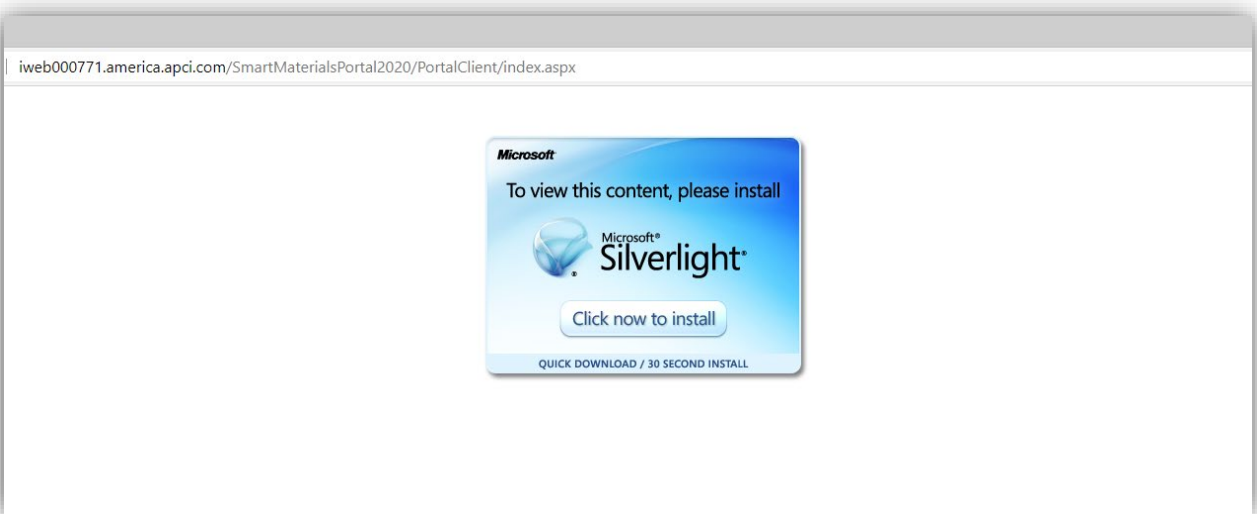 iweb000771.america.apci.com/SmartMaterialsPortal2020/PortalClient/index.aspx
Microsoft
To view this content, please install
Microsoft®
Silverlight®
Click now to install
QUICK DOWNLOAD / 30 SECOND INSTALL